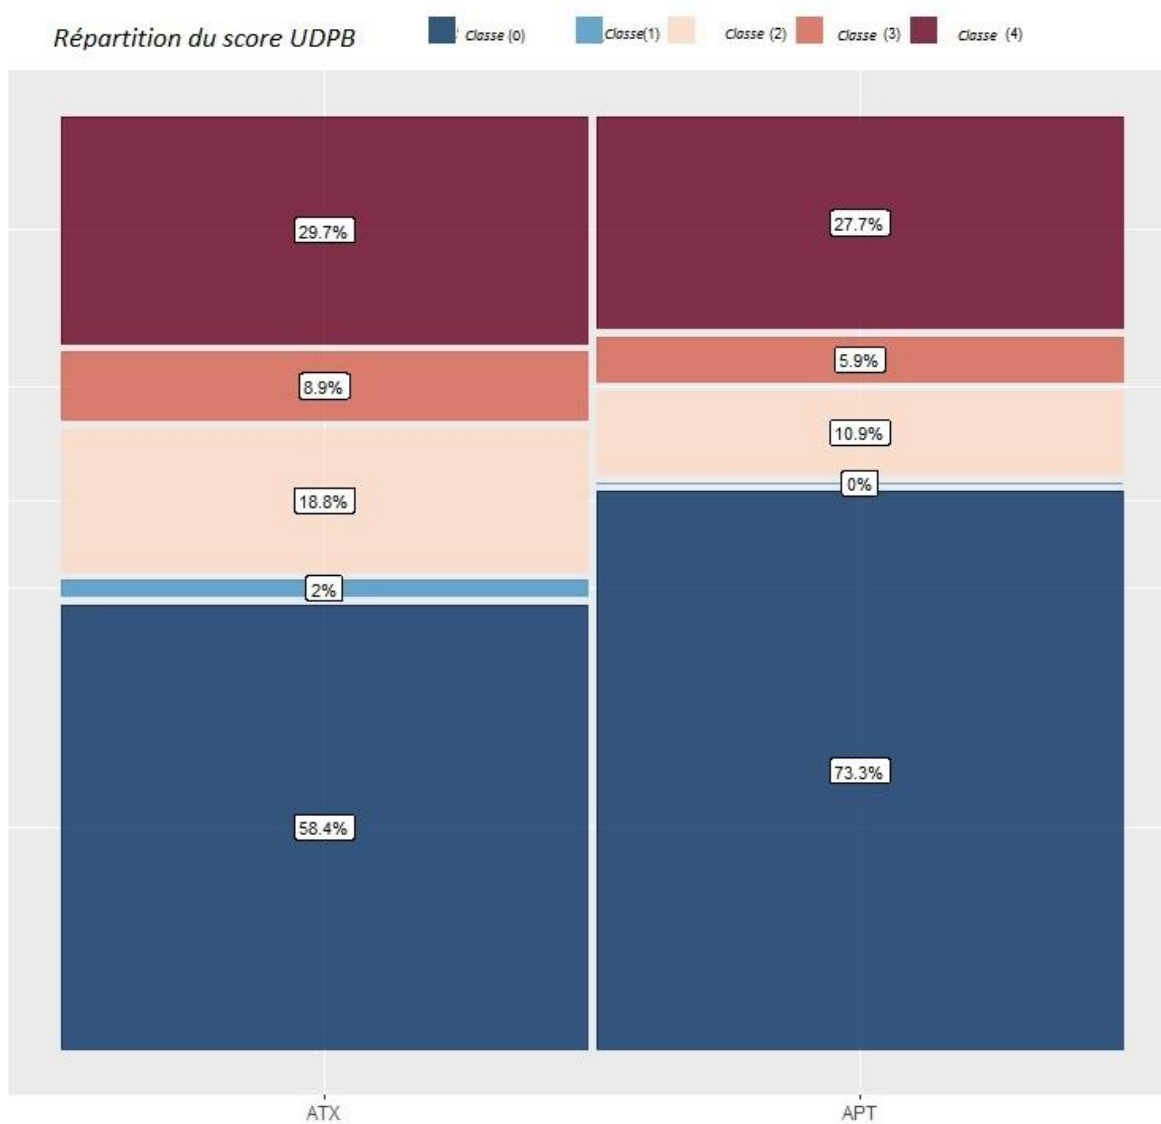 Répartition du score UDPB
Classe (0) Classe(1) Classe (2) Classe (3) Classe (4)
29.7% 27.7%
8.9% 5.9%
18.8% 10.9%
2% 0%
58.4% 73.3%
ATX APT